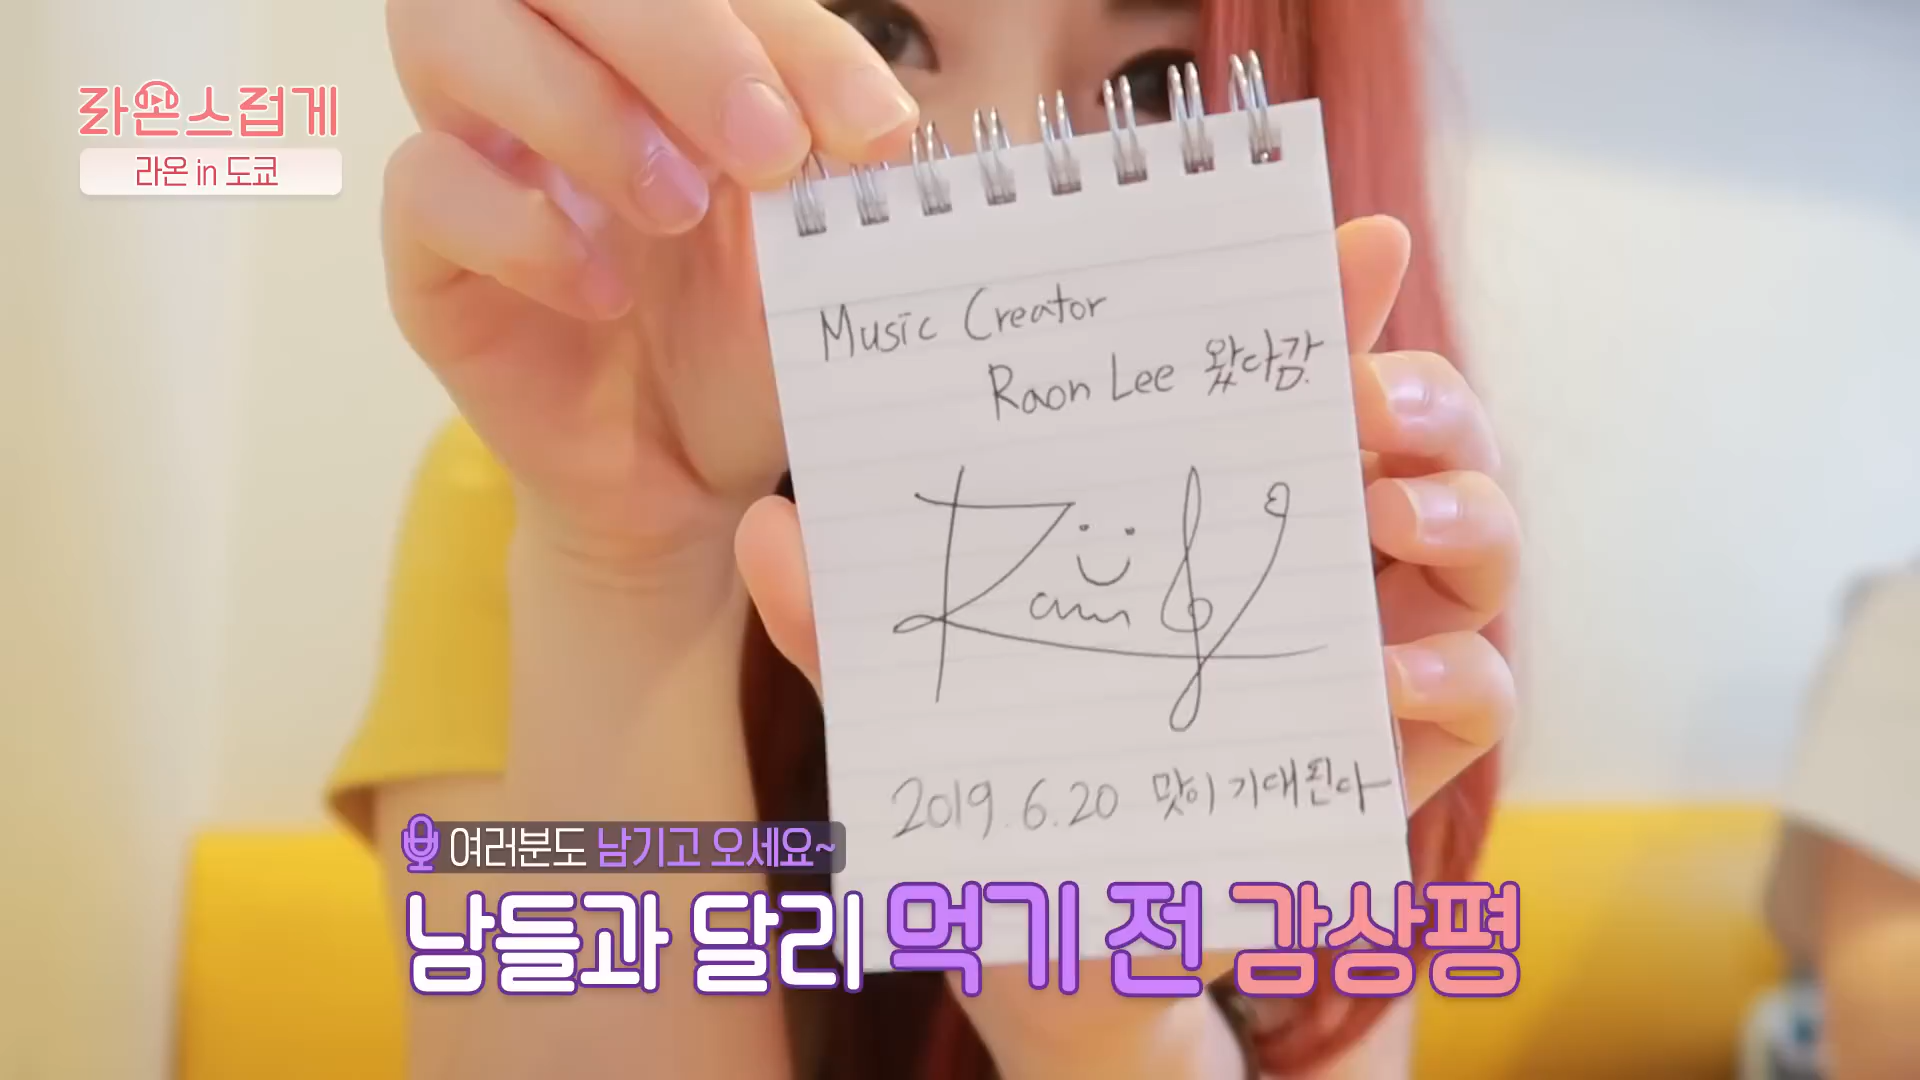 라온스럽게
라온 in 도쿄
Music Creator
Raon Lee 왔다감.
Raon
2019.6.20 맛이 기대된다
여러분도 남기고 오세요~
남들과 달리 먹기 전 감상평